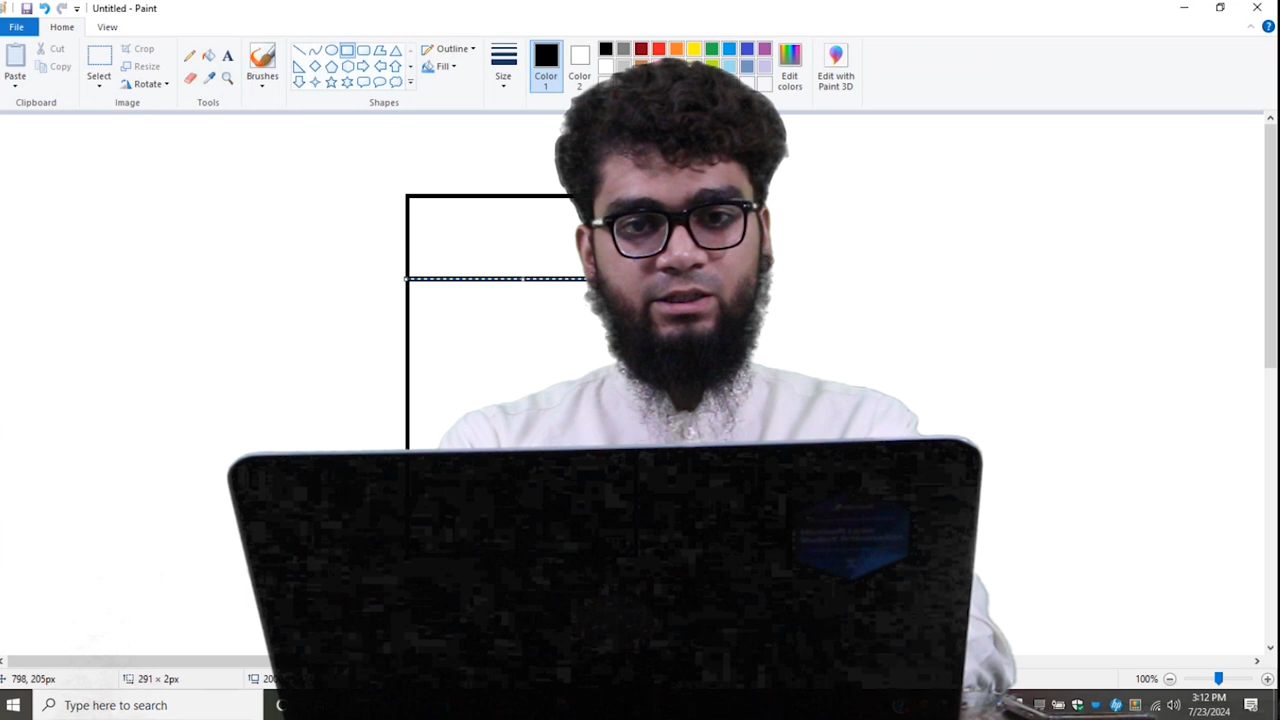 Untitled - Paint
File
Home
View
Paste
Cut
Copy
Clipboard
Select
Crop
Resize
Rotate
Image
Tools
Brushes
Shapes
Outline
Fill
Size
Color 1
Color 2
Edit colors
Edit with Paint 3D
798, 205px
291 × 2px
100%
Type here to search
3:12 PM
7/23/2024